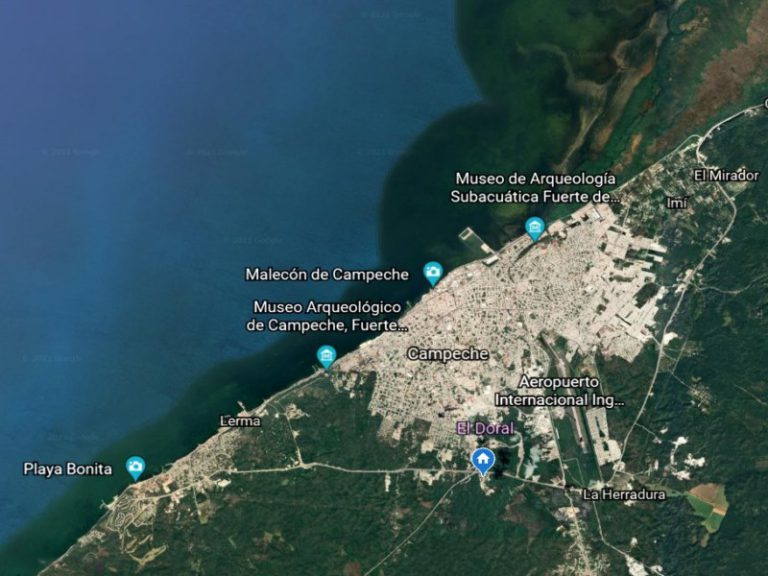 Museo de Arqueología
Subacuática Fuerte de...
El Mirador
Imí
Malecón de Campeche
Museo Arqueológico
de Campeche, Fuerte...
Campeche
Aeropuerto
Internacional Ing...
Lerma
El Doral
Playa Bonita
La Herradura